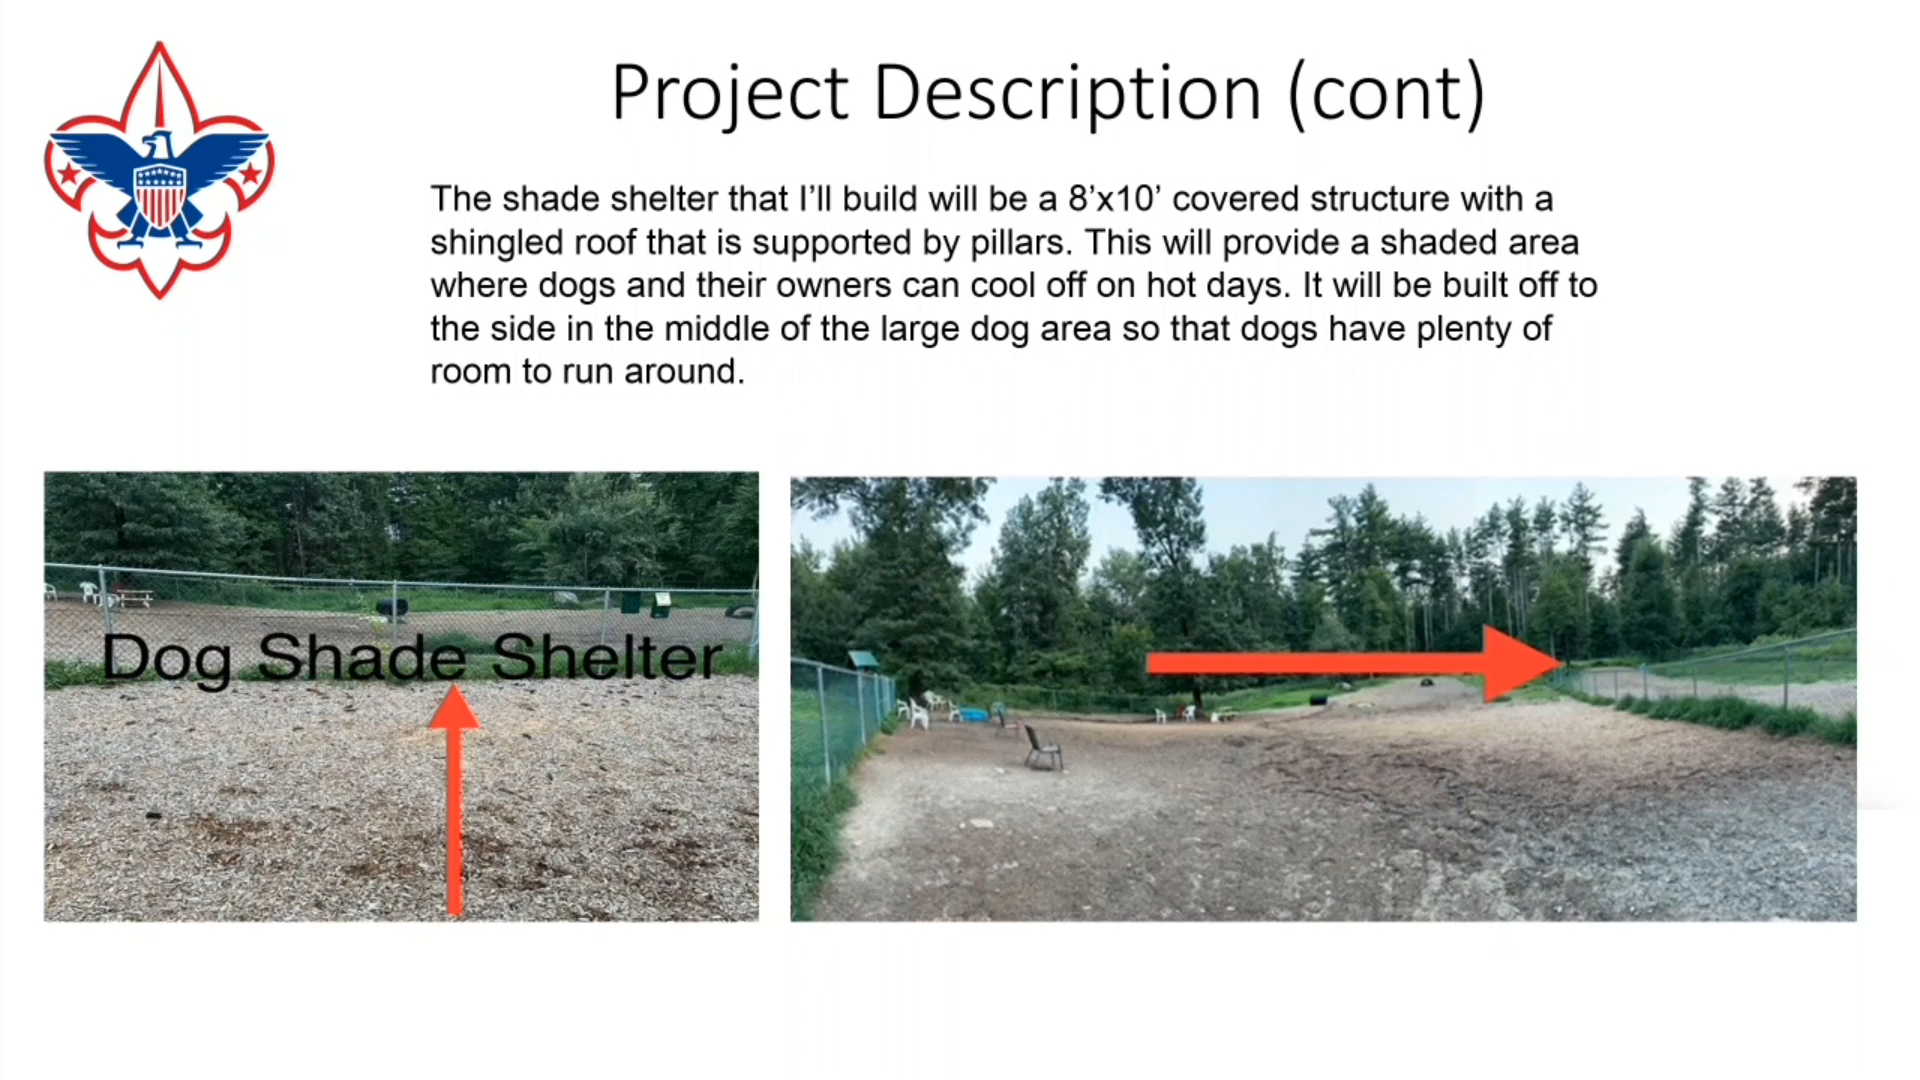 Project Description (cont)
The shade shelter that I’ll build will be a 8’x10’ covered structure with a
shingled roof that is supported by pillars. This will provide a shaded area
where dogs and their owners can cool off on hot days. It will be built off to
the side in the middle of the large dog area so that dogs have plenty of
room to run around.
Dog Shade Shelter